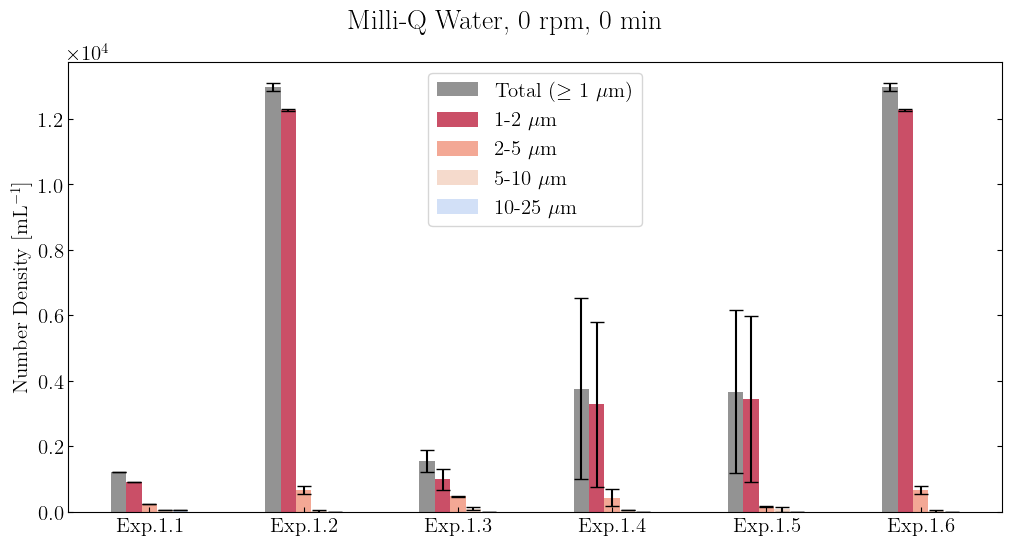 Milli-Q Water, 0 rpm, 0 min
×10⁴
Number Density [mL⁻¹]
1.2
1.0
0.8
0.6
0.4
0.2
0.0
Total (≥ 1 μm)
1-2 μm
2-5 μm
5-10 μm
10-25 μm
Exp.1.1 Exp.1.2 Exp.1.3 Exp.1.4 Exp.1.5 Exp.1.6